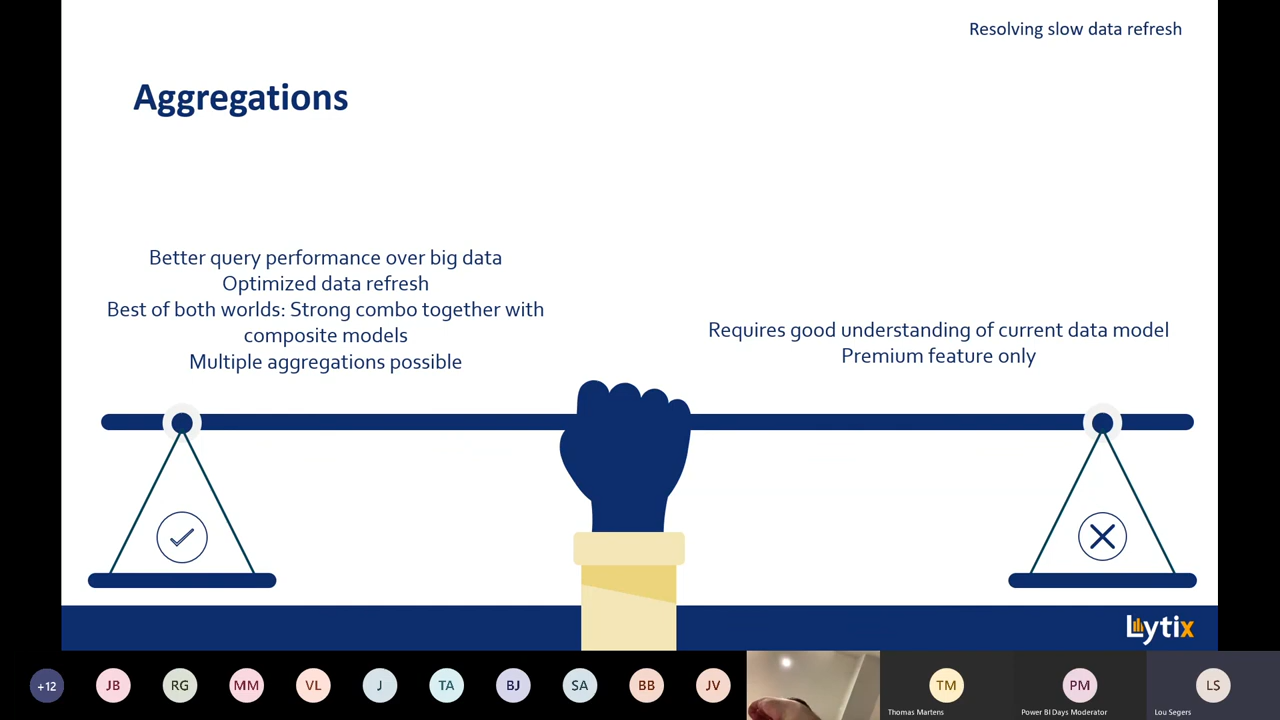 Resolving slow data refresh
Aggregations
Better query performance over big data
Optimized data refresh
Best of both worlds: Strong combo together with
composite models
Multiple aggregations possible
Requires good understanding of current data model
Premium feature only
Lytix
+12
JB
RG
MM
VL
J
TA
BJ
SA
BB
JV
TM
Thomas Martens
PM
Power BI Days Moderator
LS
Lou Segers